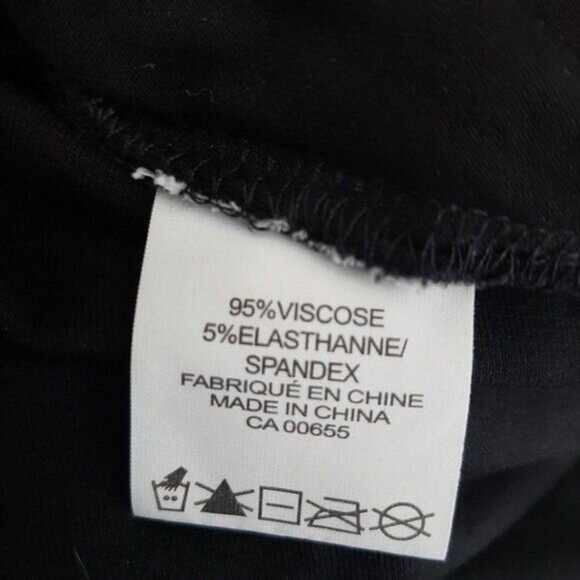 95%VISCOSE
5%ELASTHANNE/
SPANDEX
FABRIQUÉ EN CHINE
MADE IN CHINA
CA 00655